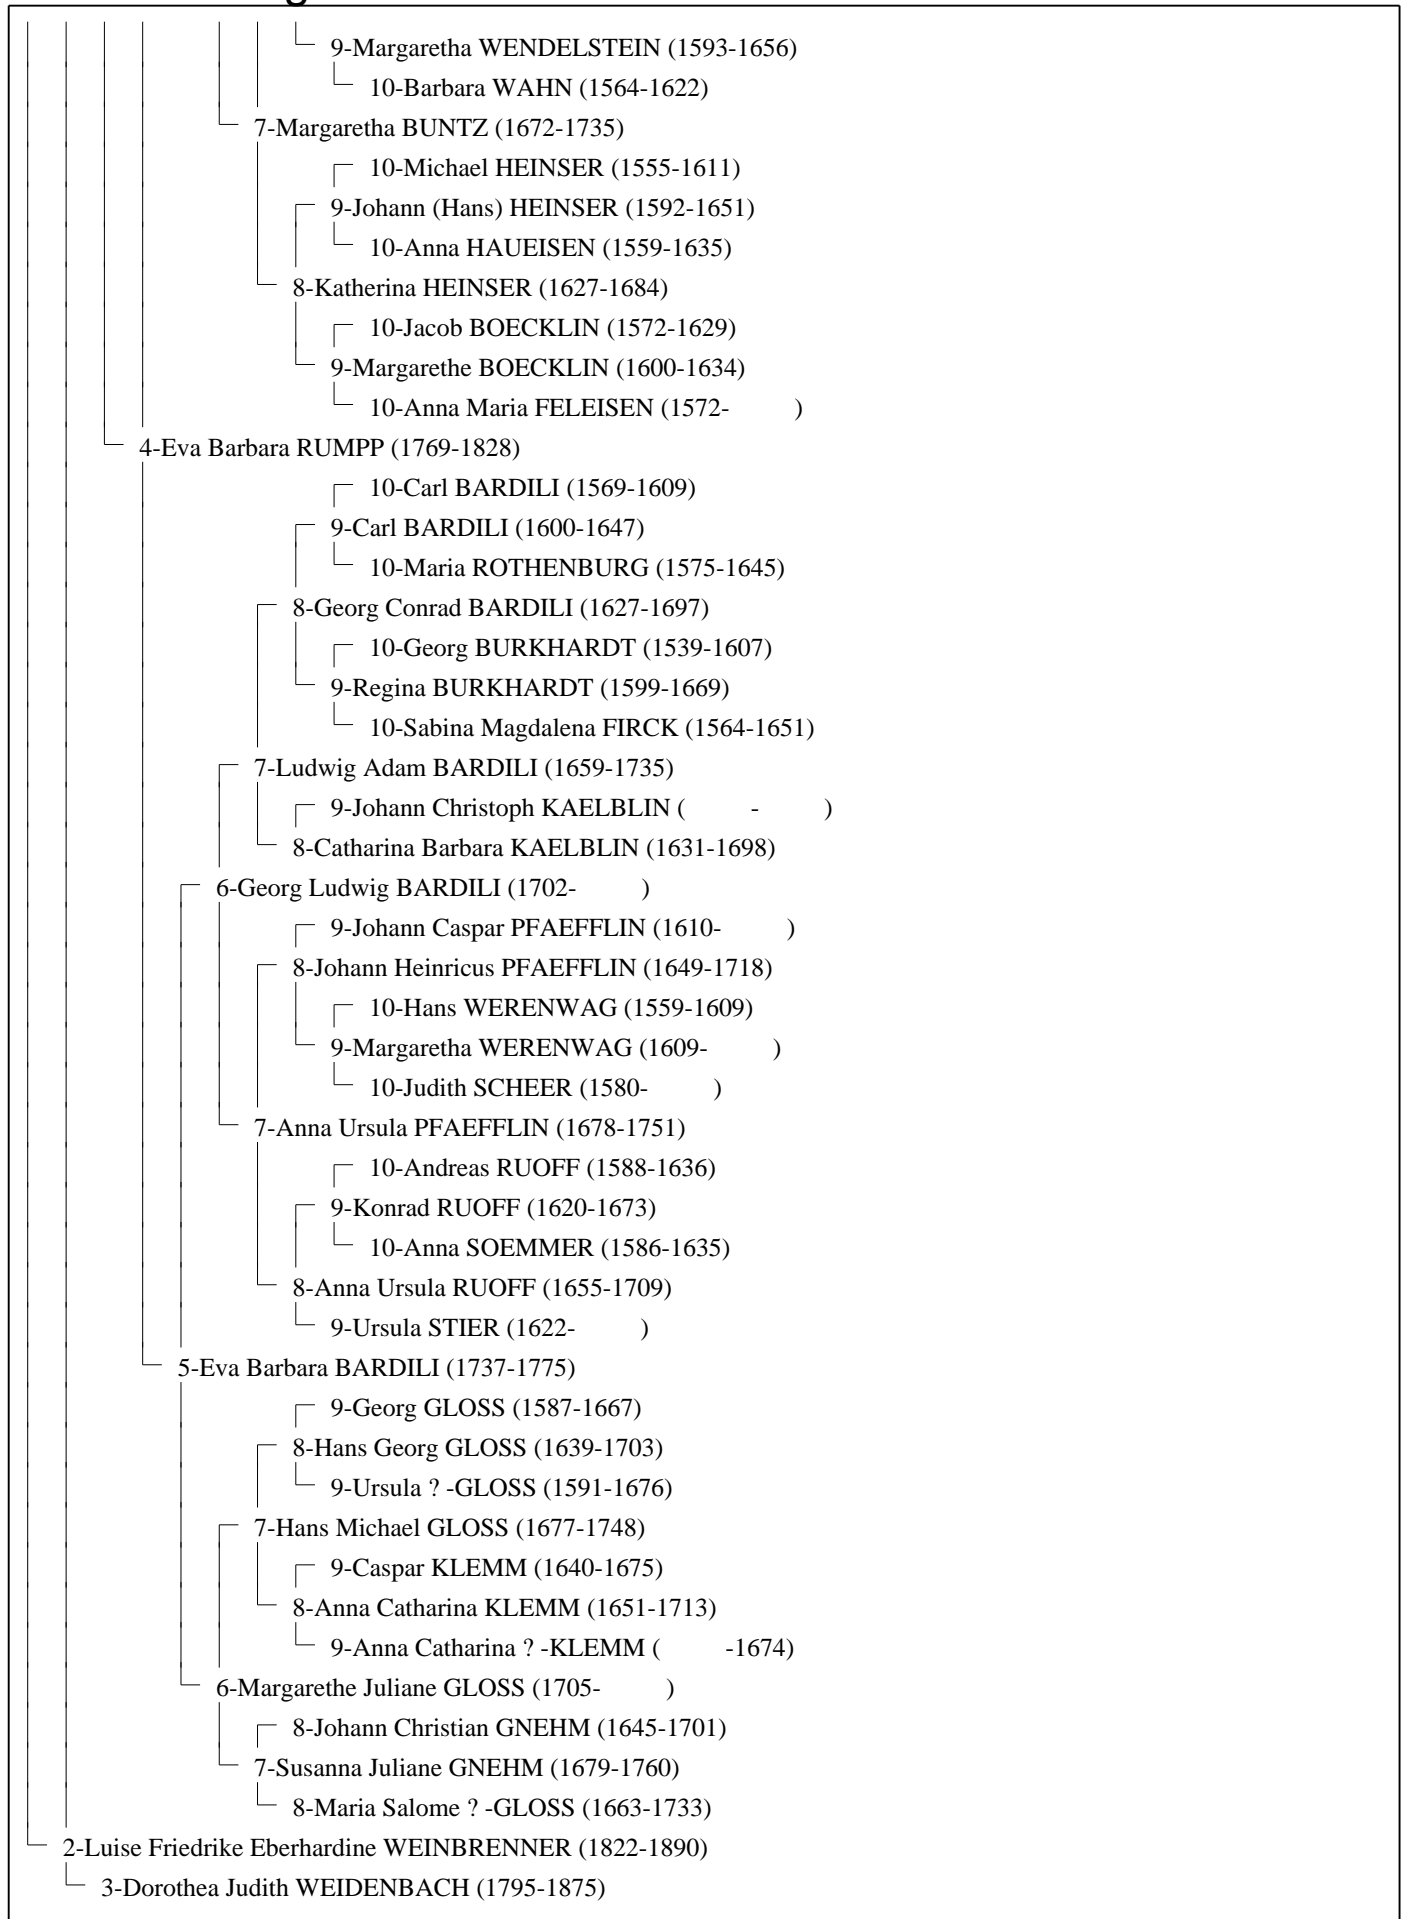 9-Margaretha WENDELSTEIN (1593-1656)
10-Barbara WAHN (1564-1622)
7-Margaretha BUNTZ (1672-1735)
10-Michael HEINSER (1555-1611)
9-Johann (Hans) HEINSER (1592-1651)
10-Anna HAUEISEN (1559-1635)
8-Katherina HEINSER (1627-1684)
10-Jacob BOECKLIN (1572-1629)
9-Margarethe BOECKLIN (1600-1634)
10-Anna Maria FELEISEN (1572- )
4-Eva Barbara RUMPP (1769-1828)
10-Carl BARDILI (1569-1609)
9-Carl BARDILI (1600-1647)
10-Maria ROTHENBURG (1575-1645)
8-Georg Conrad BARDILI (1627-1697)
10-Georg BURKHARDT (1539-1607)
9-Regina BURKHARDT (1599-1669)
10-Sabina Magdalena FIRCK (1564-1651)
7-Ludwig Adam BARDILI (1659-1735)
9-Johann Christoph KAELBLIN ( - )
8-Catharina Barbara KAELBLIN (1631-1698)
6-Georg Ludwig BARDILI (1702- )
9-Johann Caspar PFAEFFLIN (1610- )
8-Johann Heinricus PFAEFFLIN (1649-1718)
10-Hans WERENWAG (1559-1609)
9-Margaretha WERENWAG (1609- )
10-Judith SCHEER (1580- )
7-Anna Ursula PFAEFFLIN (1678-1751)
10-Andreas RUOFF (1588-1636)
9-Konrad RUOFF (1620-1673)
10-Anna SOEMMER (1586-1635)
8-Anna Ursula RUOFF (1655-1709)
9-Ursula STIER (1622- )
5-Eva Barbara BARDILI (1737-1775)
9-Georg GLOSS (1587-1667)
8-Hans Georg GLOSS (1639-1703)
9-Ursula ? -GLOSS (1591-1676)
7-Hans Michael GLOSS (1677-1748)
9-Caspar KLEMM (1640-1675)
8-Anna Catharina KLEMM (1651-1713)
9-Anna Catharina ? -KLEMM ( -1674)
6-Margarethe Juliane GLOSS (1705- )
8-Johann Christian GNEHM (1645-1701)
7-Susanna Juliane GNEHM (1679-1760)
8-Maria Salome ? -GLOSS (1663-1733)
2-Luise Friedrike Eberhardine WEINBRENNER (1822-1890)
3-Dorothea Judith WEIDENBACH (1795-1875)